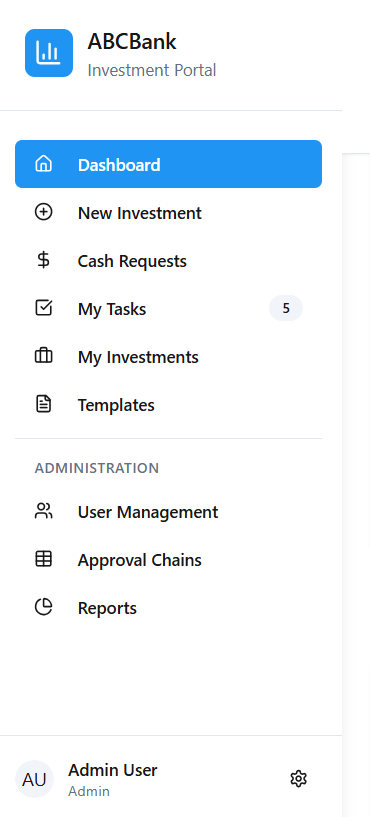 ABCBank
Investment Portal
Dashboard
New Investment
Cash Requests
My Tasks 5
My Investments
Templates
ADMINISTRATION
User Management
Approval Chains
Reports
AU Admin User
Admin